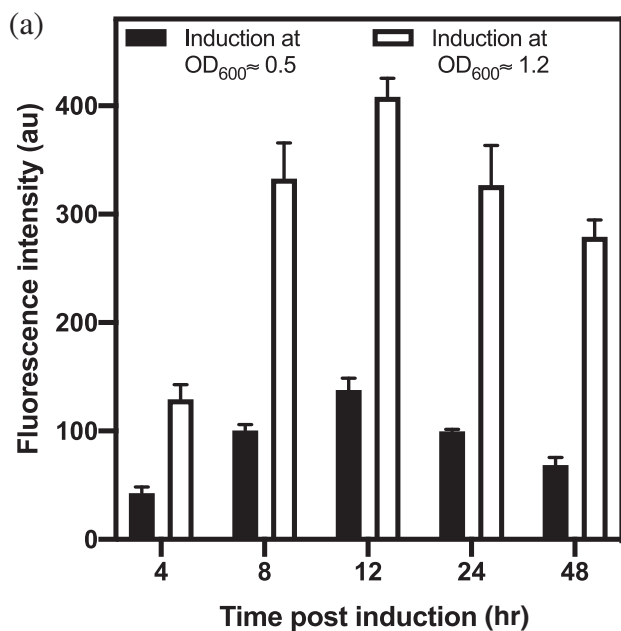 (a)
Induction at
OD600≈ 0.5
Induction at
OD600≈ 1.2
Fluorescence intensity (au)
400
300
200
100
0
4 8 12 24 48
Time post induction (hr)